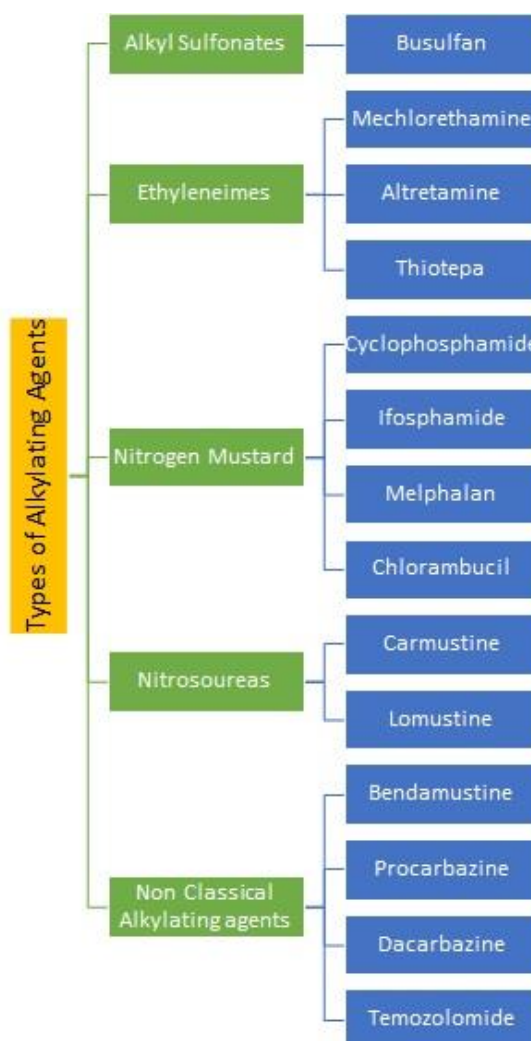 Types of Alkylating Agents
Alkyl Sulfonates
Busulfan
Ethyleneimes
Mechlorethamine
Altretamine
Thiotepa
Nitrogen Mustard
Cyclophosphamide
Ifosphamide
Melphalan
Chlorambucil
Nitrosoureas
Carmustine
Lomustine
Non Classical
Alkylating agents
Bendamustine
Procarbazine
Dacarbazine
Temozolomide